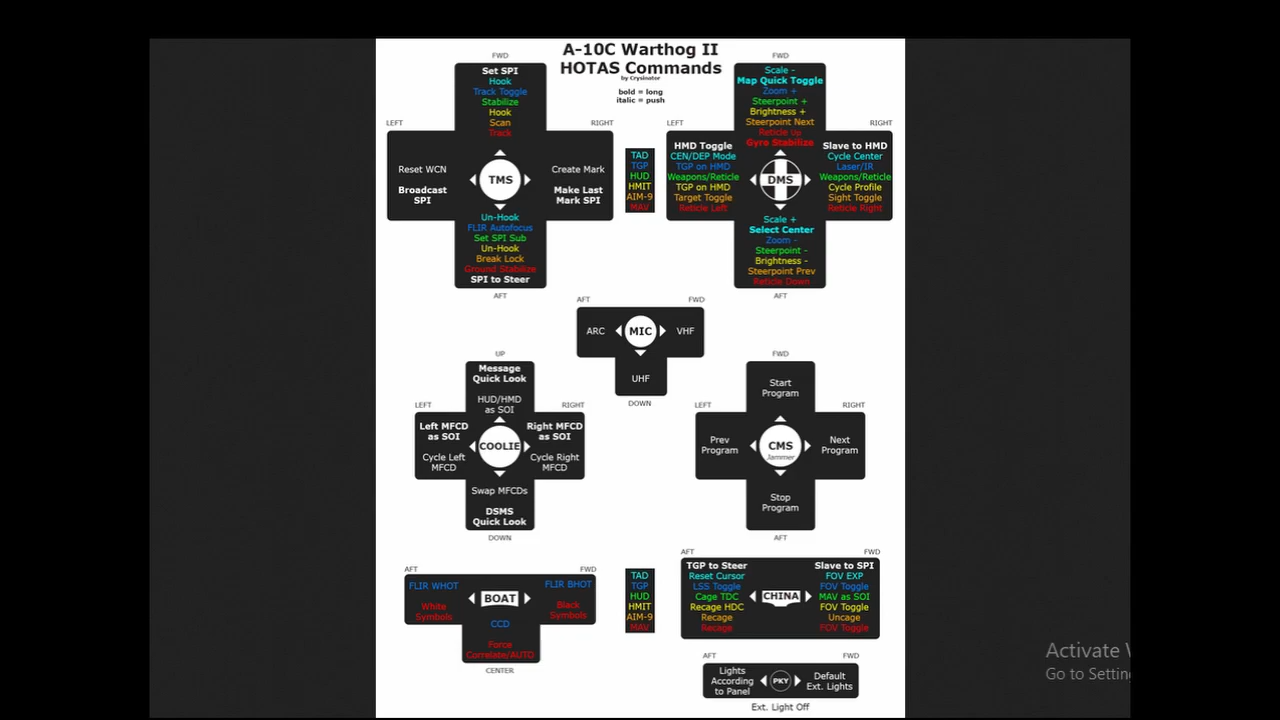 A-10C Warthog II
HOTAS Commands
by Crysinator
bold = long
italic = push
FWD
Set SPI
Hook
Track Toggle
Stabilize
Hook
Scan
Track
LEFT
RIGHT
Reset WCN
Broadcast
SPI
TMS
Create Mark
Make Last
Mark SPI
Un-Hook
FLIR Autofocus
Set SPI Sub
Un-Hook
Break Lock
Ground Stabilize
SPI to Steer
AFT
TAD
TGP
HUD
HMIT
AIM-9
MAV
FWD
Scale -
Map Quick Toggle
Zoom +
Steerpoint +
Brightness +
Steerpoint Next
Reticle Up
Gyro Stabilize
LEFT
RIGHT
HMD Toggle
CEN/DEP Mode
TGP on HMD
Weapons/Reticle
TGP on HMD
Target Toggle
Reticle Left
DMS
Slave to HMD
Cycle Center
Laser/IR
Weapons/Reticle
Cycle Profile
Sight Toggle
Reticle Right
Scale +
Select Center
Zoom -
Steerpoint -
Brightness -
Steerpoint Prev
Reticle Down
AFT
AFT
FWD
ARC
MIC
VHF
UHF
DOWN
UP
Message
Quick Look
HUD/HMD
as SOI
LEFT
RIGHT
Left MFCD
as SOI
Cycle Left
MFCD
COOLIE
Right MFCD
as SOI
Cycle Right
MFCD
Swap MFCDs
DSMS
Quick Look
DOWN
FWD
Start
Program
LEFT
RIGHT
Prev
Program
CMS
Jammer
Next
Program
Stop
Program
AFT
AFT
FWD
FLIR WHOT
White
Symbols
BOAT
FLIR BHOT
Black
Symbols
CCD
Force
Correlate/AUTO
CENTER
TAD
TGP
HUD
HMIT
AIM-9
MAV
AFT
FWD
TGP to Steer
Reset Cursor
LSS Toggle
Cage TDC
Recage HDC
Recage
Recage
CHINA
Slave to SPI
FOV EXP
FOV Toggle
MAV as SOI
FOV Toggle
Uncage
FOV Toggle
AFT
FWD
Lights
According
to Panel
PKY
Default
Ext. Lights
Ext. Light Off
Activate
Go to Settin